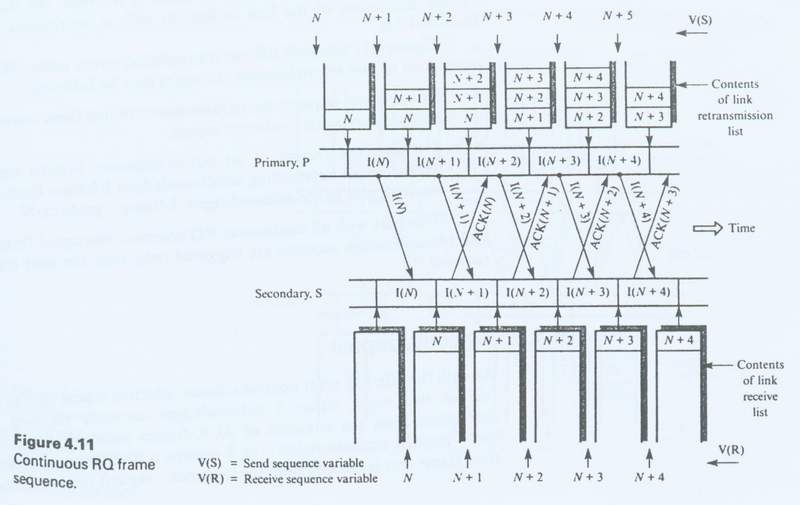 N N + 1 N + 2 N + 3 N + 4 N + 5
V(S)
N + 2 N + 3 N + 4
N + 1 N + 1 N + 2 N + 3 N + 4
N N N N + 1 N + 2 N + 3
Contents
of link
retransmission
list
Primary, P I(N) I(N + 1) I(N + 2) I(N + 3) I(N + 4)
I(N) I(N + 1) ACK(N) I(N + 2) ACK(N + 1) I(N + 3) ACK(N + 2) I(N + 4) ACK(N + 3)
Time
Secondary, S I(N) I(N + 1) I(N + 2) I(N + 3) I(N + 4)
N N + 1 N + 2 N + 3 N + 4
Contents
of link
receive
list
Figure 4.11
Continuous RQ frame
sequence.
V(S) = Send sequence variable
V(R) = Receive sequence variable
N N + 1 N + 2 N + 3 N + 4
V(R)